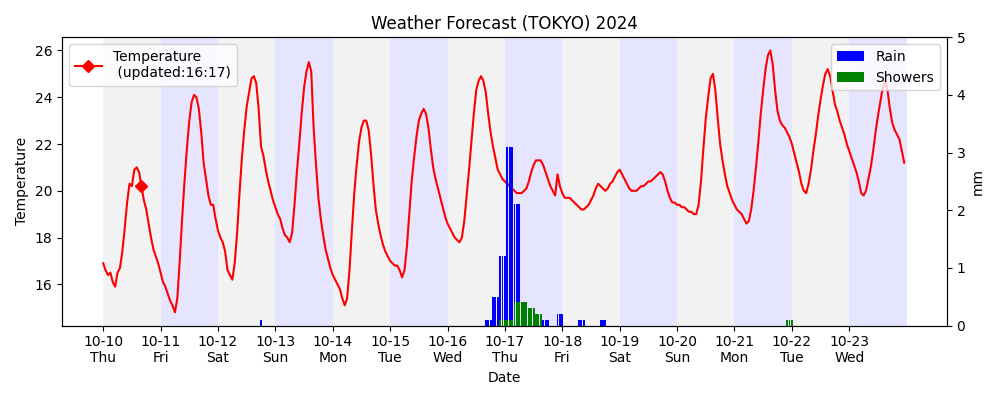 Weather Forecast (TOKYO) 2024
Temperature
(updated:16:17)
Rain
Showers
Temperature
26
24
22
20
18
16
5
4
3
2
1
0
mm
10-10 10-11 10-12 10-13 10-14 10-15 10-16 10-17 10-18 10-19 10-20 10-21 10-22 10-23
Thu Fri Sat Sun Mon Tue Wed Thu Fri Sat Sun Mon Tue Wed
Date